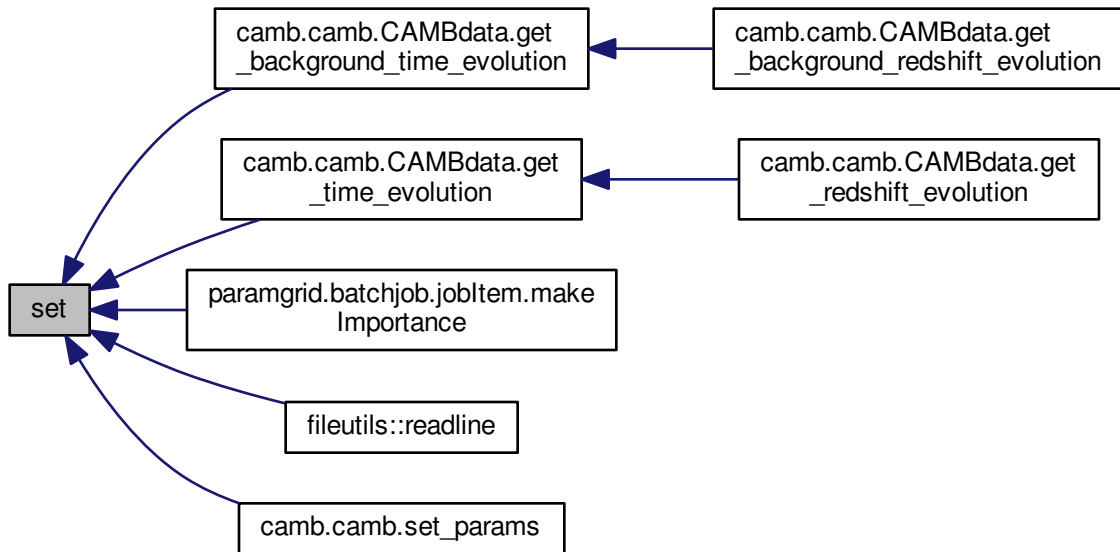 camb.camb.CAMBdata.get
_background_time_evolution
camb.camb.CAMBdata.get
_background_redshift_evolution
camb.camb.CAMBdata.get
_time_evolution
camb.camb.CAMBdata.get
_redshift_evolution
set
paramgrid.batchjob.jobItem.make
Importance
fileutils::readline
camb.camb.set_params